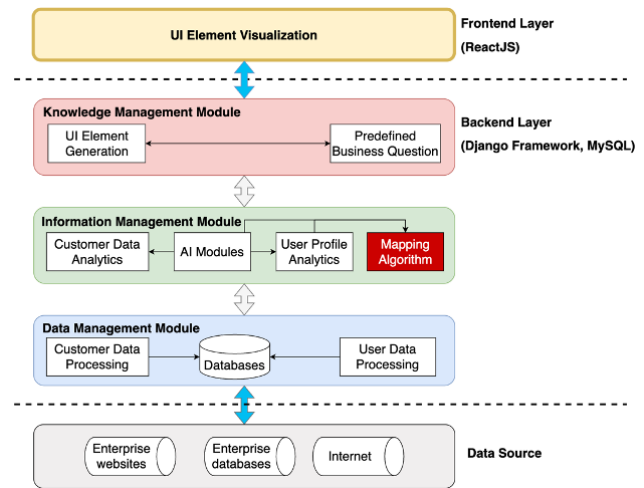 UI Element Visualization
Frontend Layer
(ReactJS)
Knowledge Management Module
UI Element
Generation
Predefined
Business Question
Backend Layer
(Django Framework, MySQL)
Information Management Module
Customer Data
Analytics
AI Modules
User Profile
Analytics
Mapping
Algorithm
Data Management Module
Customer Data
Processing
Databases
User Data
Processing
Enterprise
websites
Enterprise
databases
Internet
Data Source